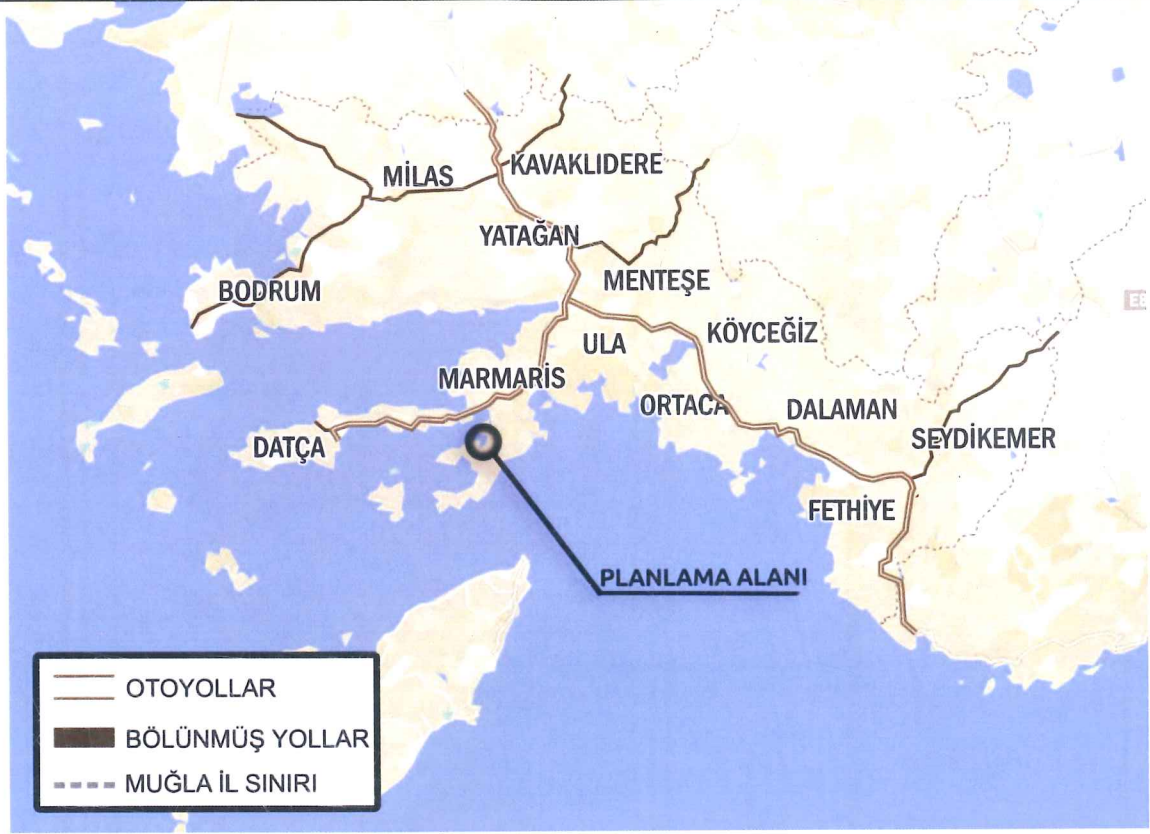 KAVAKLIDERE
MİLAS
YATAĞAN
MENTEŞE
BODRUM
KÖYCEĞİZ
ULA
MARMARİS
ORTACA
DALAMAN
SEYDİKEMER
DATÇA
FETHİYE
PLANLAMA ALANI
OTOYOLLAR
BÖLÜNMÜŞ YOLLAR
MUĞLA İL SINIRI